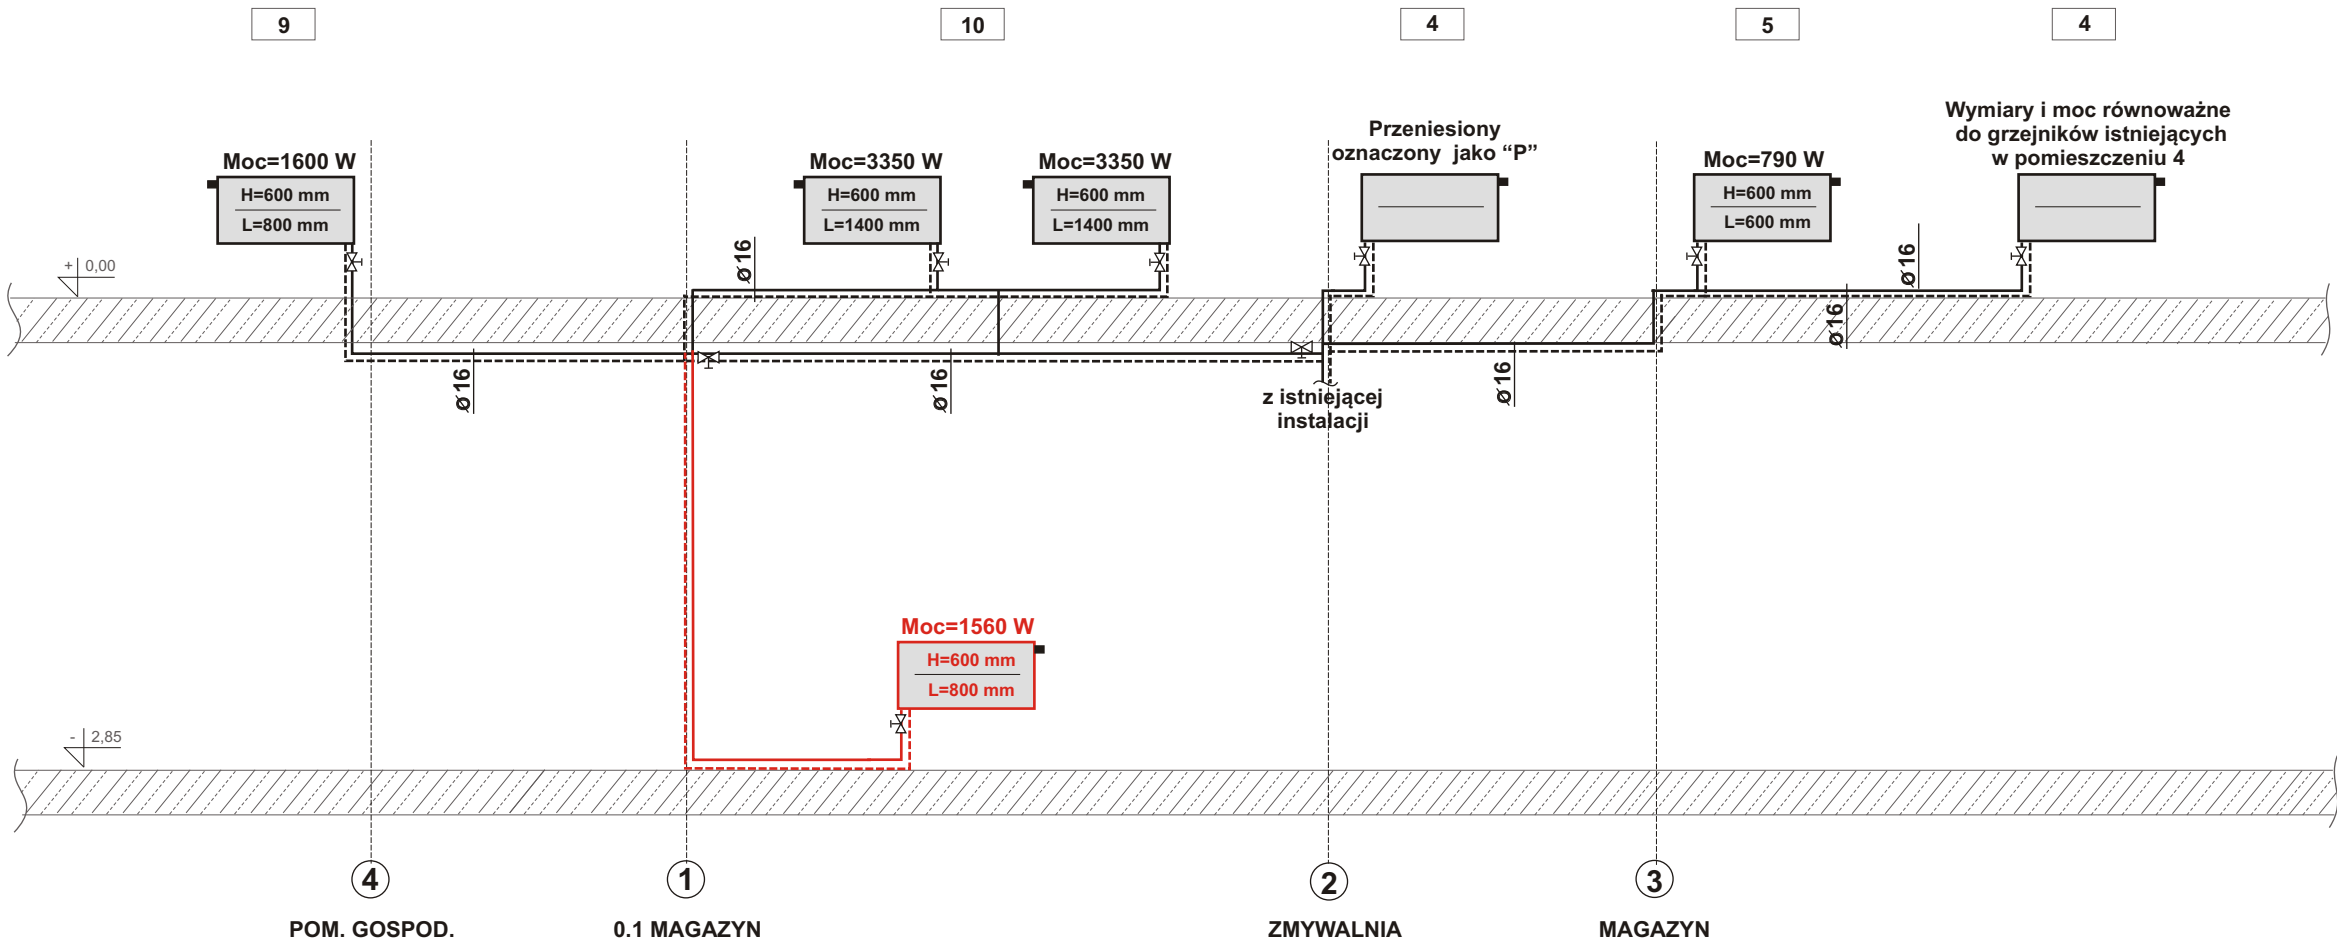 9
10
4
5
4
Wymiary i moc równoważne
do grzejników istniejących
w pomieszczeniu 4
Przeniesiony
oznaczony jako “P”
Moc=1600 W
H=600 mm
L=800 mm
Moc=3350 W
H=600 mm
L=1400 mm
Moc=3350 W
H=600 mm
L=1400 mm
Moc=790 W
H=600 mm
L=600 mm
+ 0,00
ø16
ø16
ø16
ø16
ø16
ø16
z istniejącej
instalacji
Moc=1560 W
H=600 mm
L=800 mm
- 2,85
4
1
2
3
POM. GOSPOD.
0.1 MAGAZYN
ZMYWALNIA
MAGAZYN